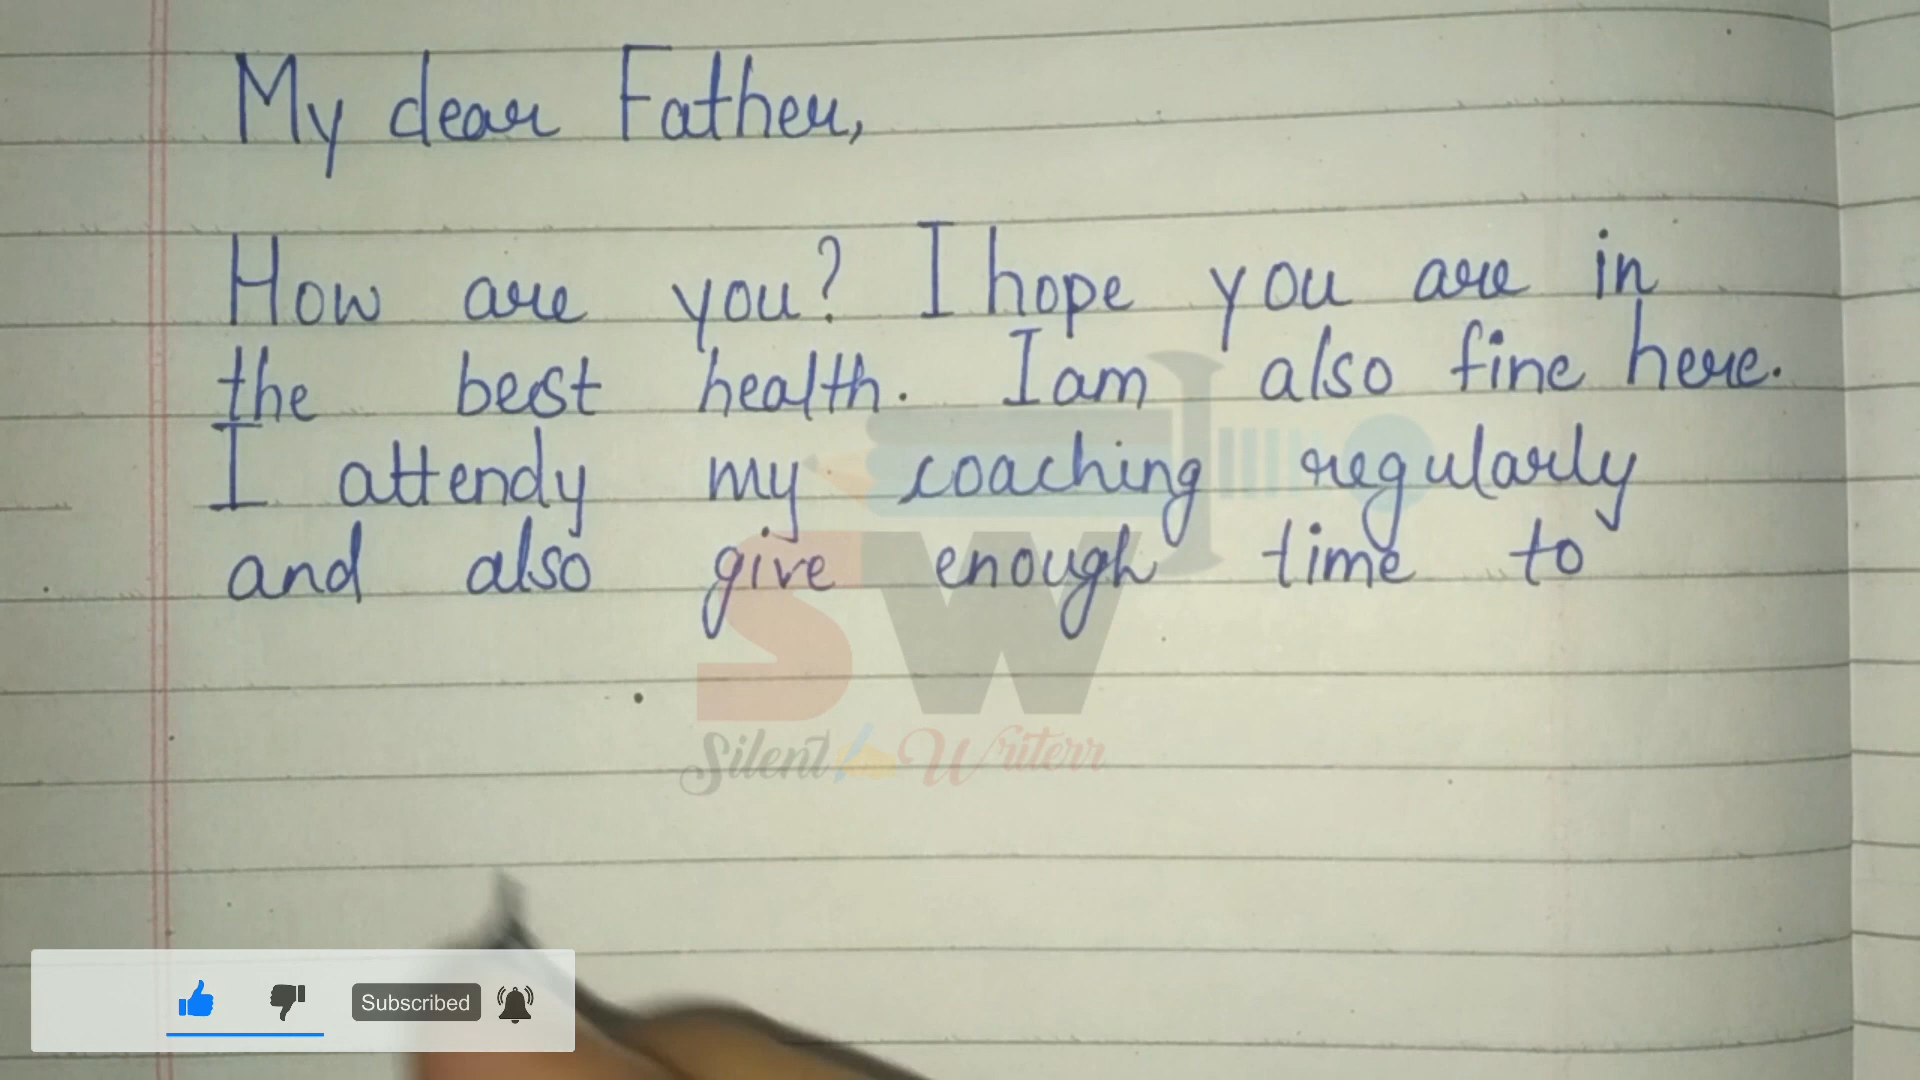 My dear Father,
How are you? I hope you are in
the best health. I am also fine here.
I attendy my coaching regularly
and also give enough time to
SW
Silent Writerr
Subscribed